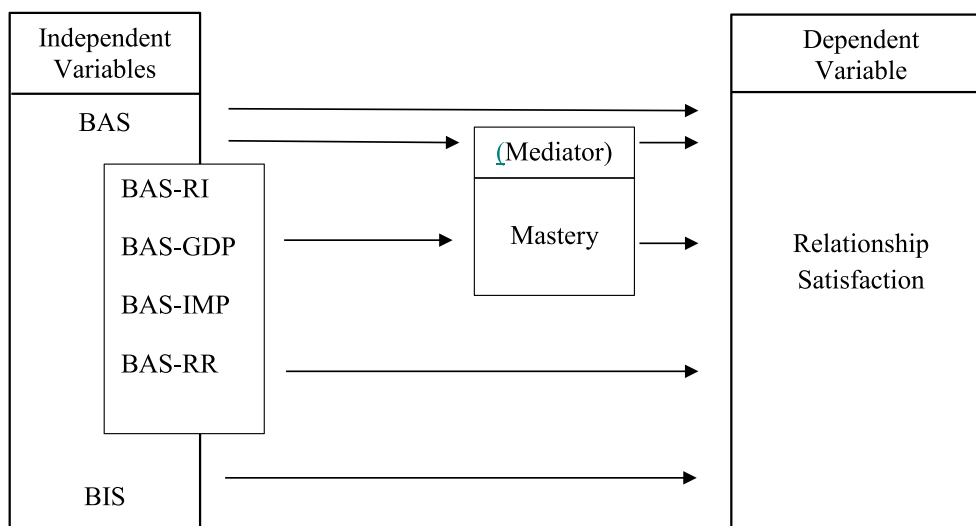 Independent
Variables
BAS
BAS-RI
BAS-GDP
BAS-IMP
BAS-RR
BIS
(Mediator)
Mastery
Dependent
Variable
Relationship
Satisfaction